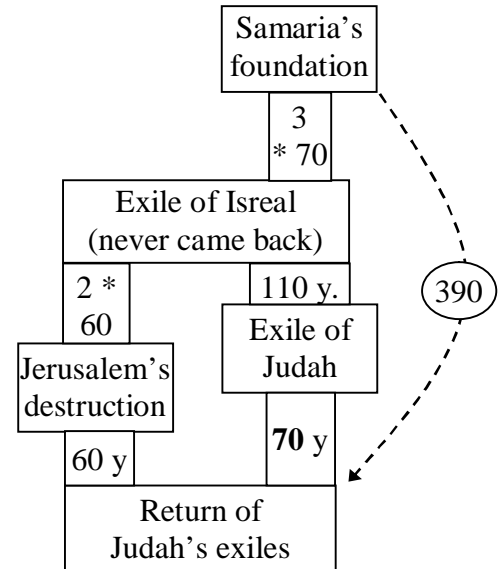 Samaria's
foundation
3
* 70
Exile of Isreal
(never came back)
2 *
60
110 y.
390
Exile of
Judah
Jerusalem's
destruction
70 y
60 y
Return of
Judah's exiles